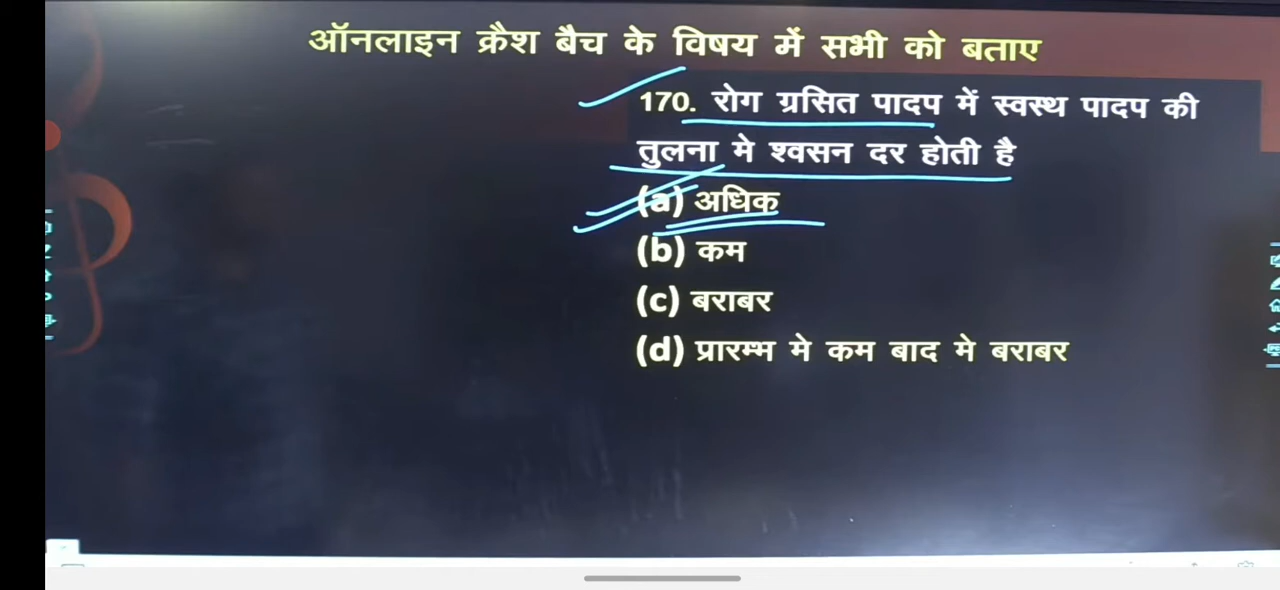 ऑनलाइन क्रैश बैच के विषय में सभी को बताए
170. रोग ग्रसित पादप में स्वस्थ पादप की
तुलना मे श्वसन दर होती है
(a) अधिक
(b) कम
(c) बराबर
(d) प्रारम्भ मे कम बाद मे बराबर